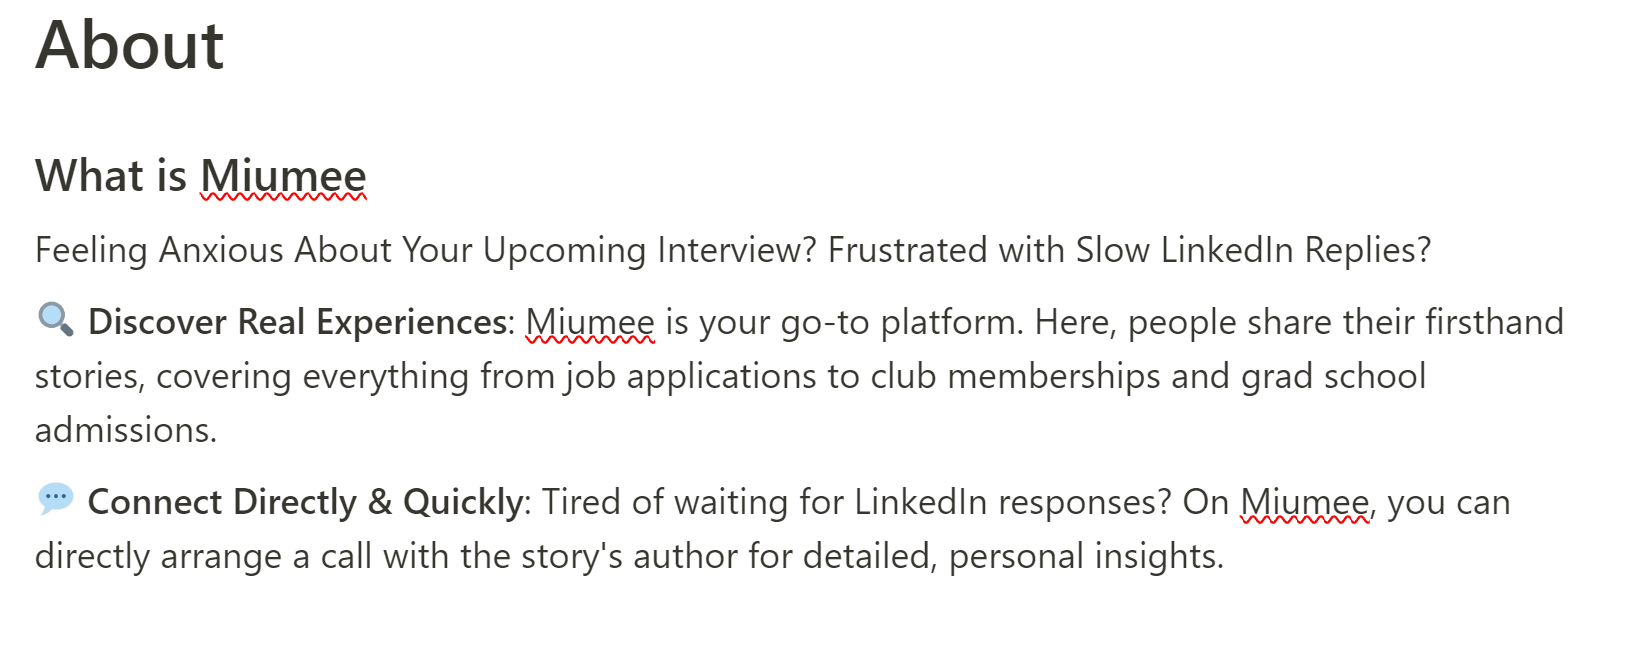 About
What is Miumee
Feeling Anxious About Your Upcoming Interview? Frustrated with Slow LinkedIn Replies?
🔍 Discover Real Experiences: Miumee is your go-to platform. Here, people share their firsthand
stories, covering everything from job applications to club memberships and grad school
admissions.
💬 Connect Directly & Quickly: Tired of waiting for LinkedIn responses? On Miumee, you can
directly arrange a call with the story's author for detailed, personal insights.